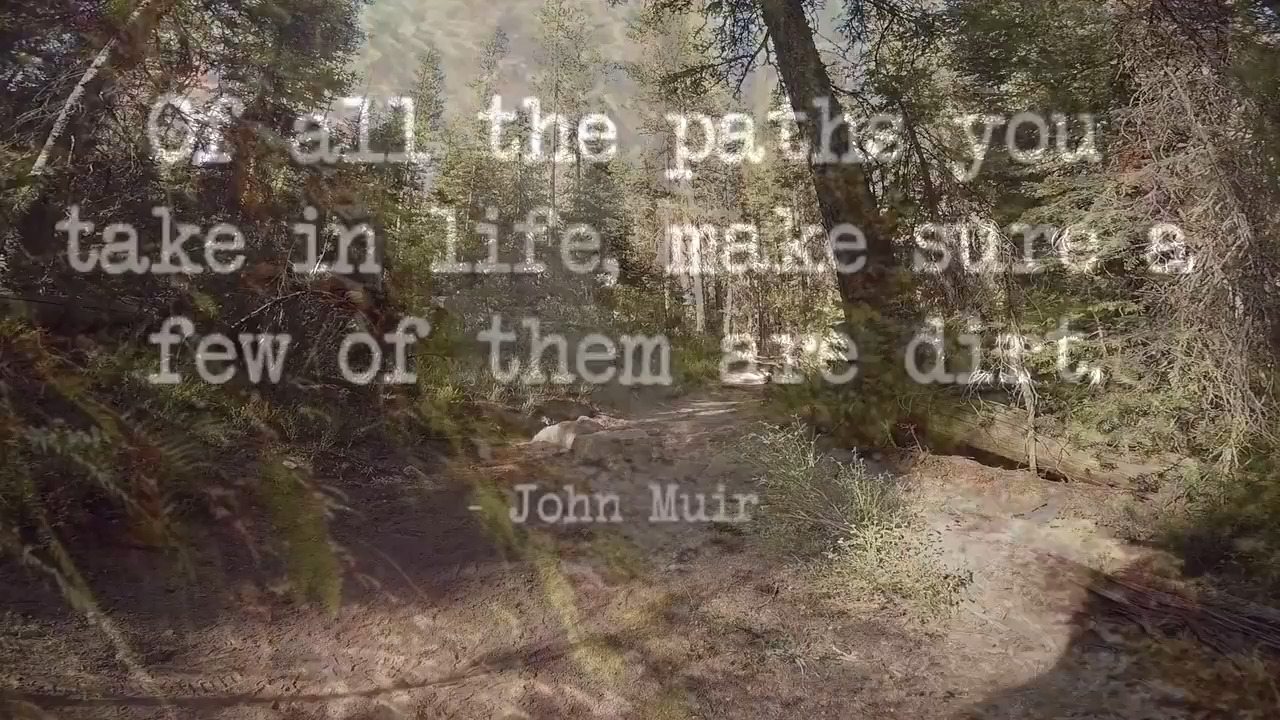 Of all the paths you
take in life, make sure a
few of them are dirt.
- John Muir